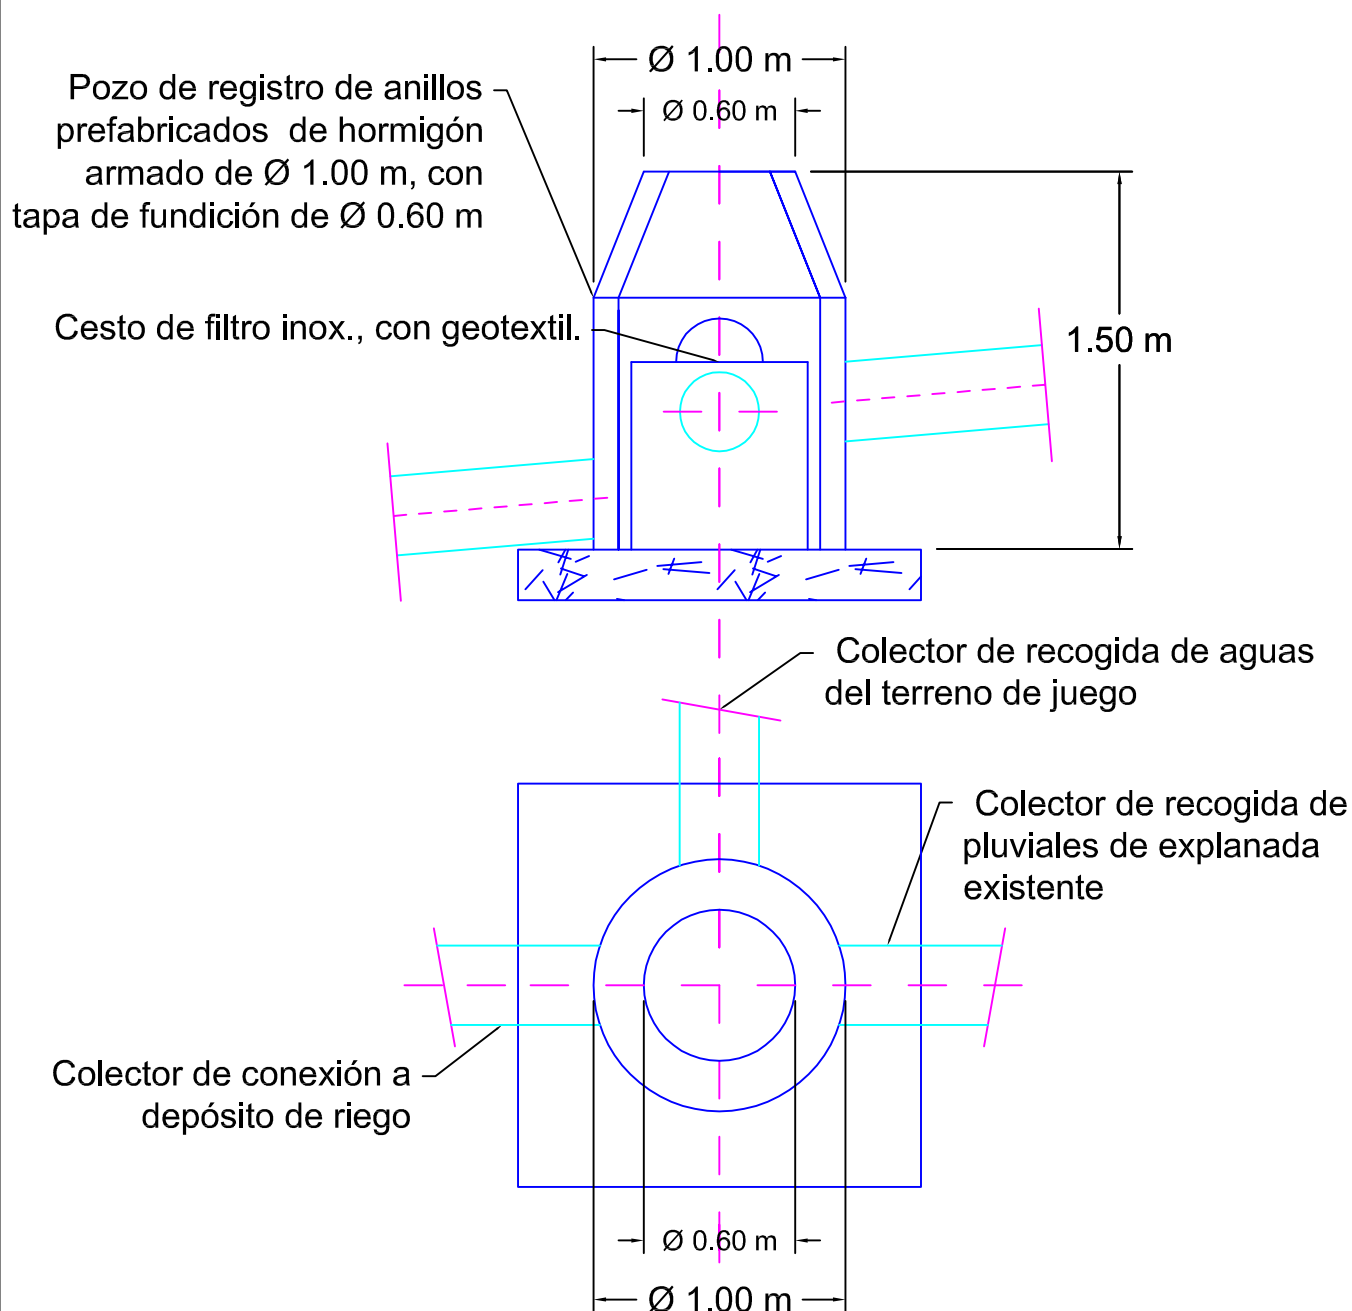 Ø 1.00 m
Ø 0.60 m
Pozo de registro de anillos
prefabricados de hormigón
armado de Ø 1.00 m, con
tapa de fundición de Ø 0.60 m
Cesto de filtro inox., con geotextil.
1.50 m
Colector de recogida de aguas
del terreno de juego
Colector de recogida de
pluviales de explanada
existente
Colector de conexión a
depósito de riego
Ø 0.60 m
Ø 1.00 m